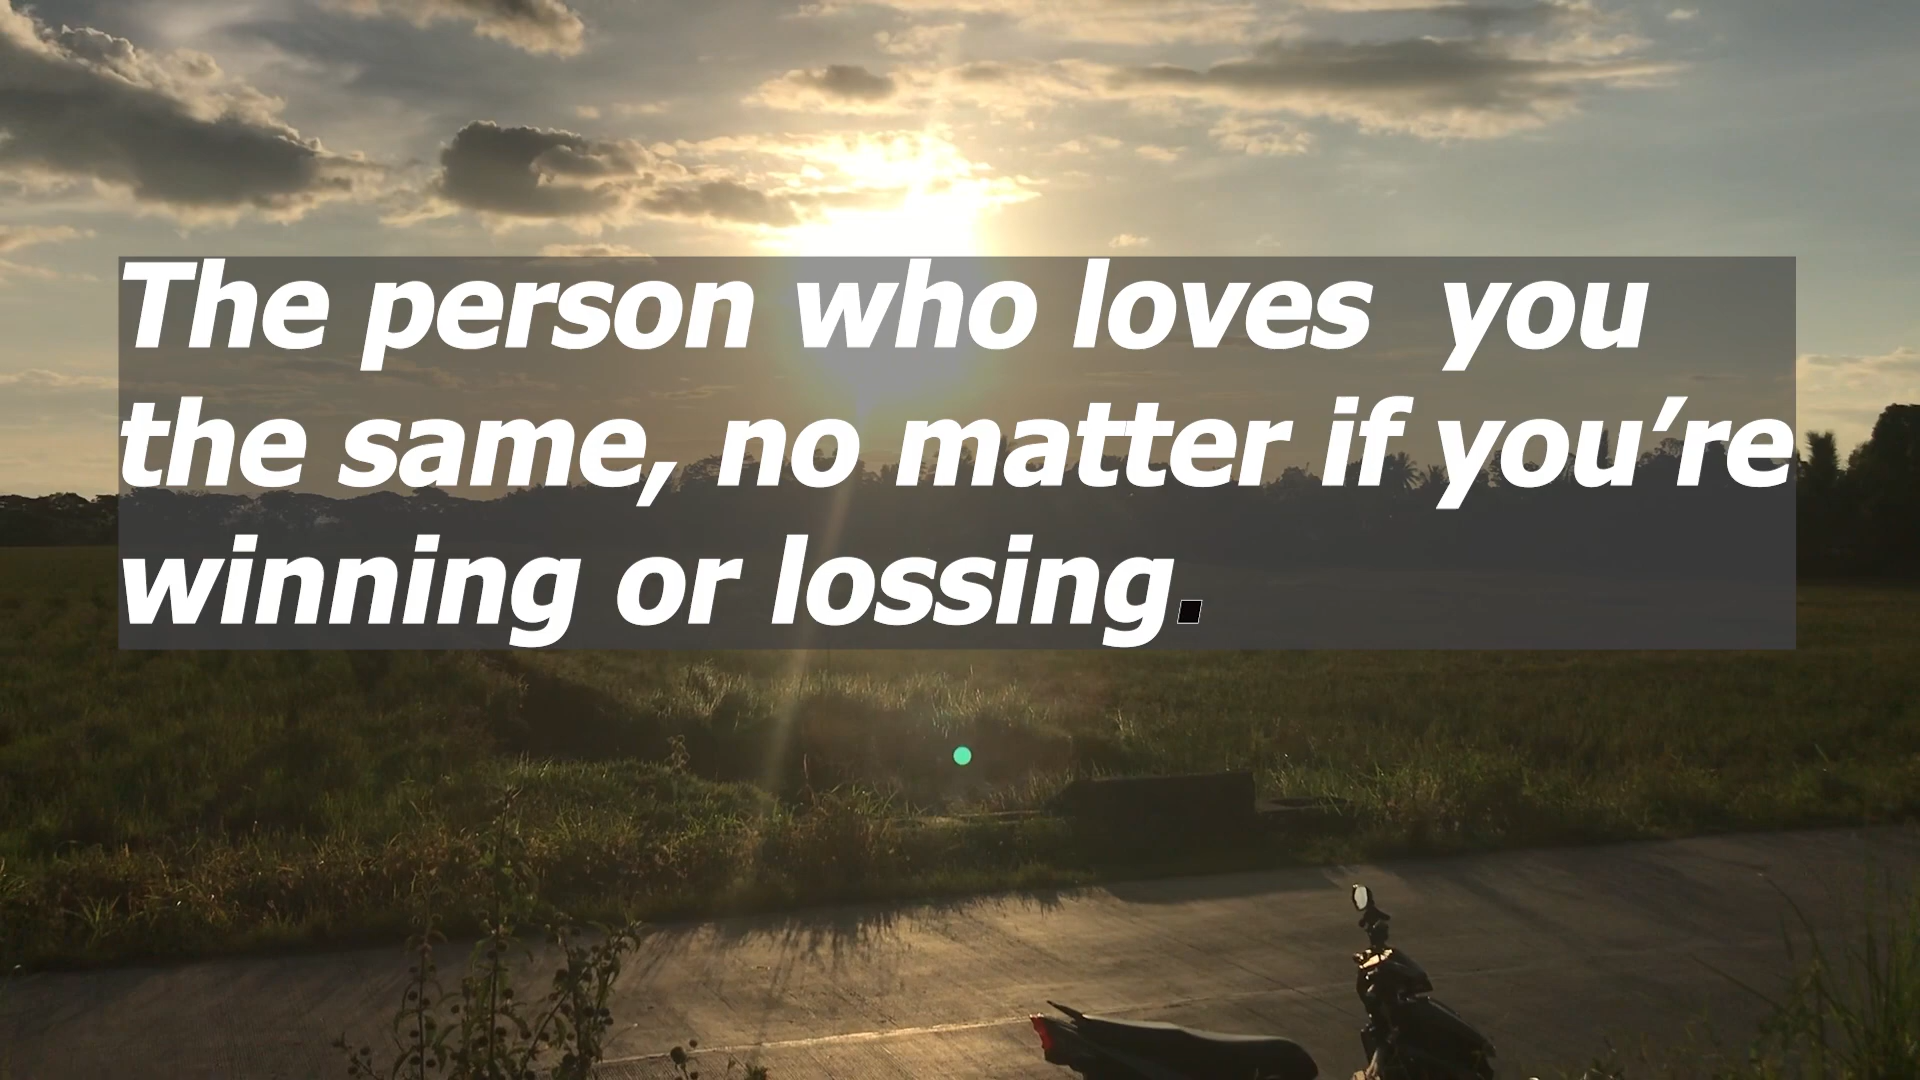 The person who loves  you
the same, no matter if you’re
winning or lossing.